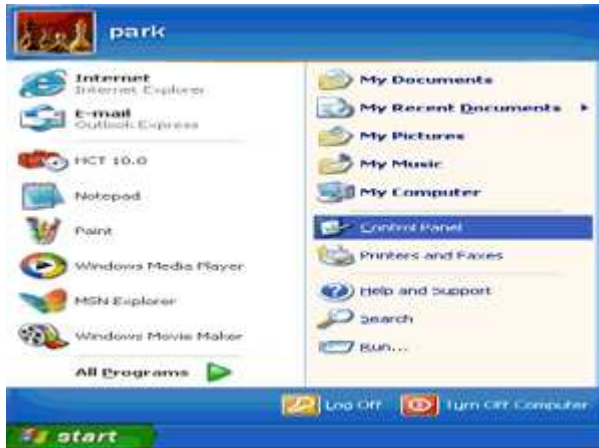 park
Internet
Internet Explorer
E-mail
Outlook Express
HCT 10.0
Notepad
Paint
Windows Media Player
MSN Explorer
Windows Movie Maker
All Programs
My Documents
My Recent Documents
My Pictures
My Music
My Computer
Control Panel
Printers and Faxes
Help and Support
Search
Run...
Log Off
Turn Off Computer
start